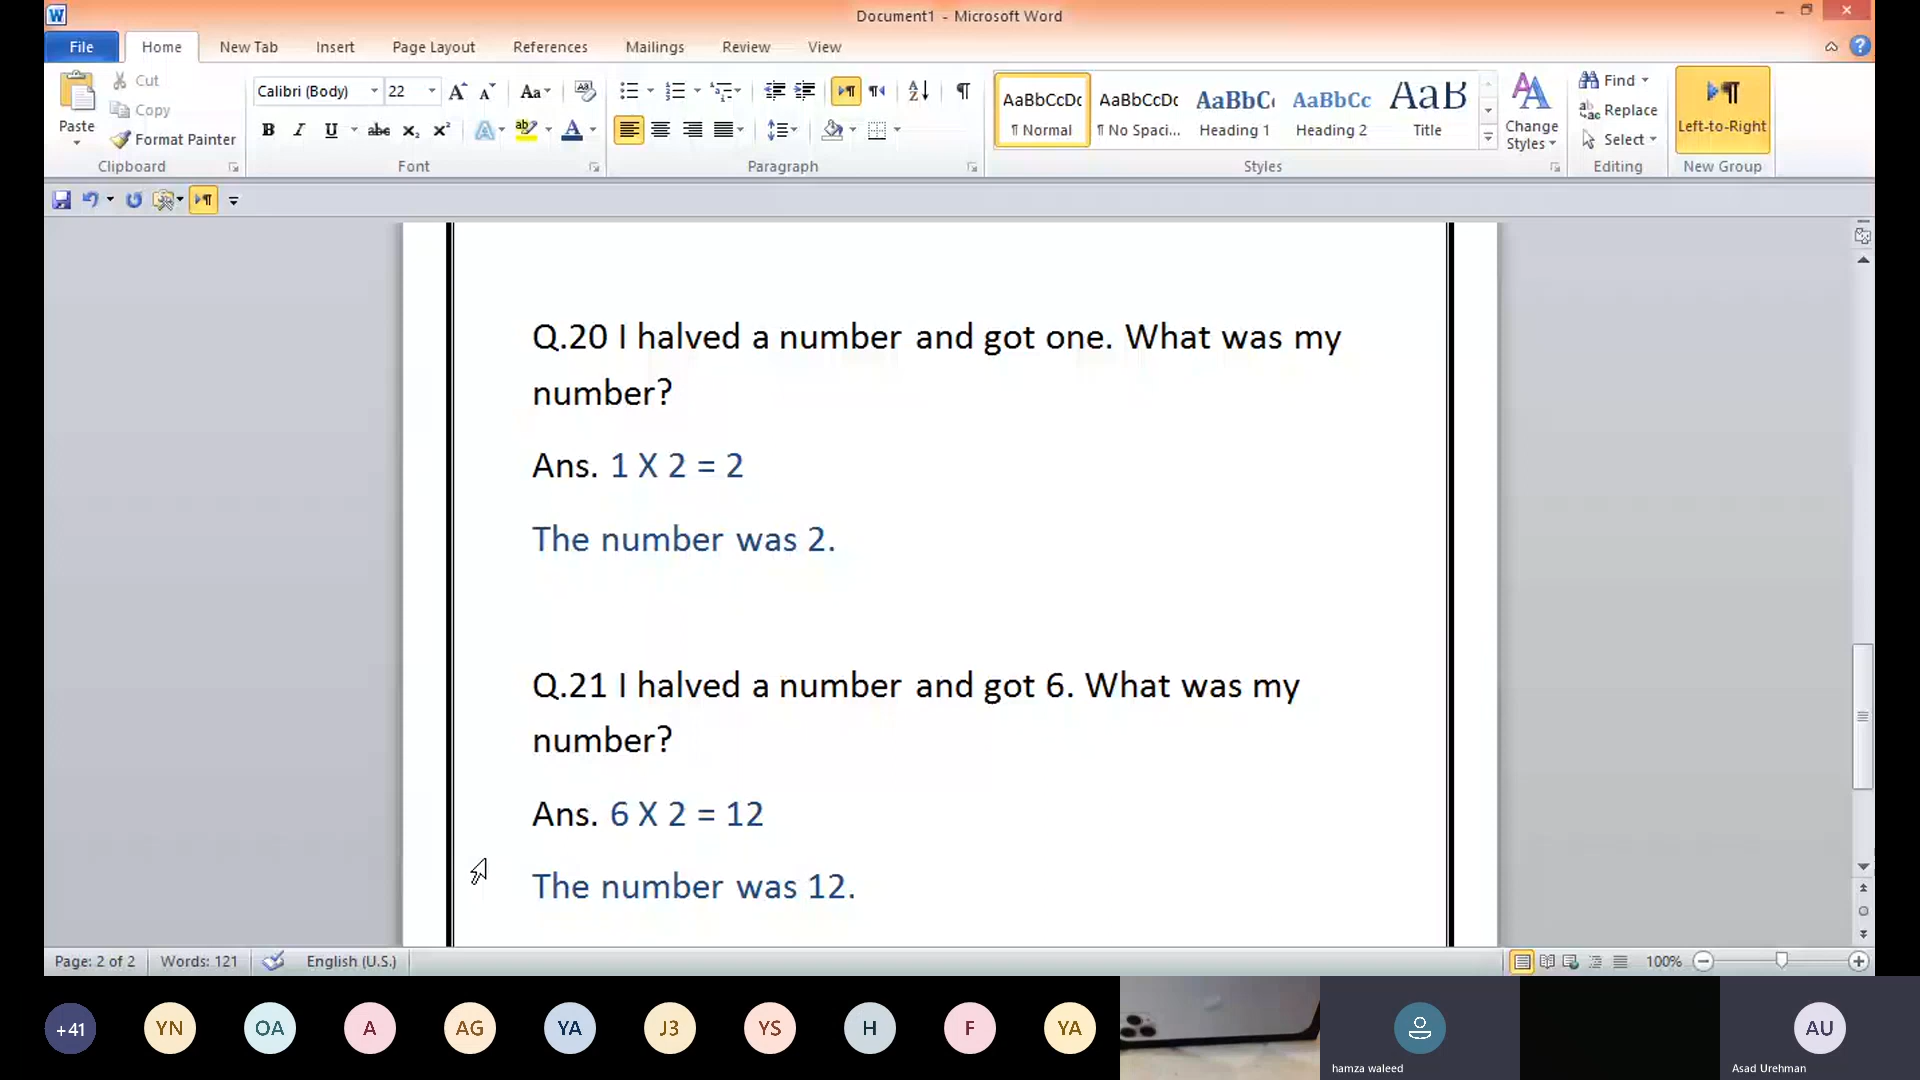 Document1 - Microsoft Word
File Home New Tab Insert Page Layout References Mailings Review View
Paste
Cut
Copy
Format Painter
Clipboard
Calibri (Body) 22
Font
Paragraph
AaBbCcDc AaBbCcDc AaBbC AaBbCc AaB
¶ Normal ¶ No Spaci... Heading 1 Heading 2 Title
Change
Styles
Styles
Find
Replace
Select
Editing
Left-to-Right
New Group
Q.20 I halved a number and got one. What was my
number?
Ans. 1 X 2 = 2
The number was 2.
Q.21 I halved a number and got 6. What was my
number?
Ans. 6 X 2 = 12
The number was 12.
Page: 2 of 2 Words: 121 English (U.S.) 100%
+41 YN OA A AG YA J3 YS H F YA AU
hamza waleed Asad Urehman